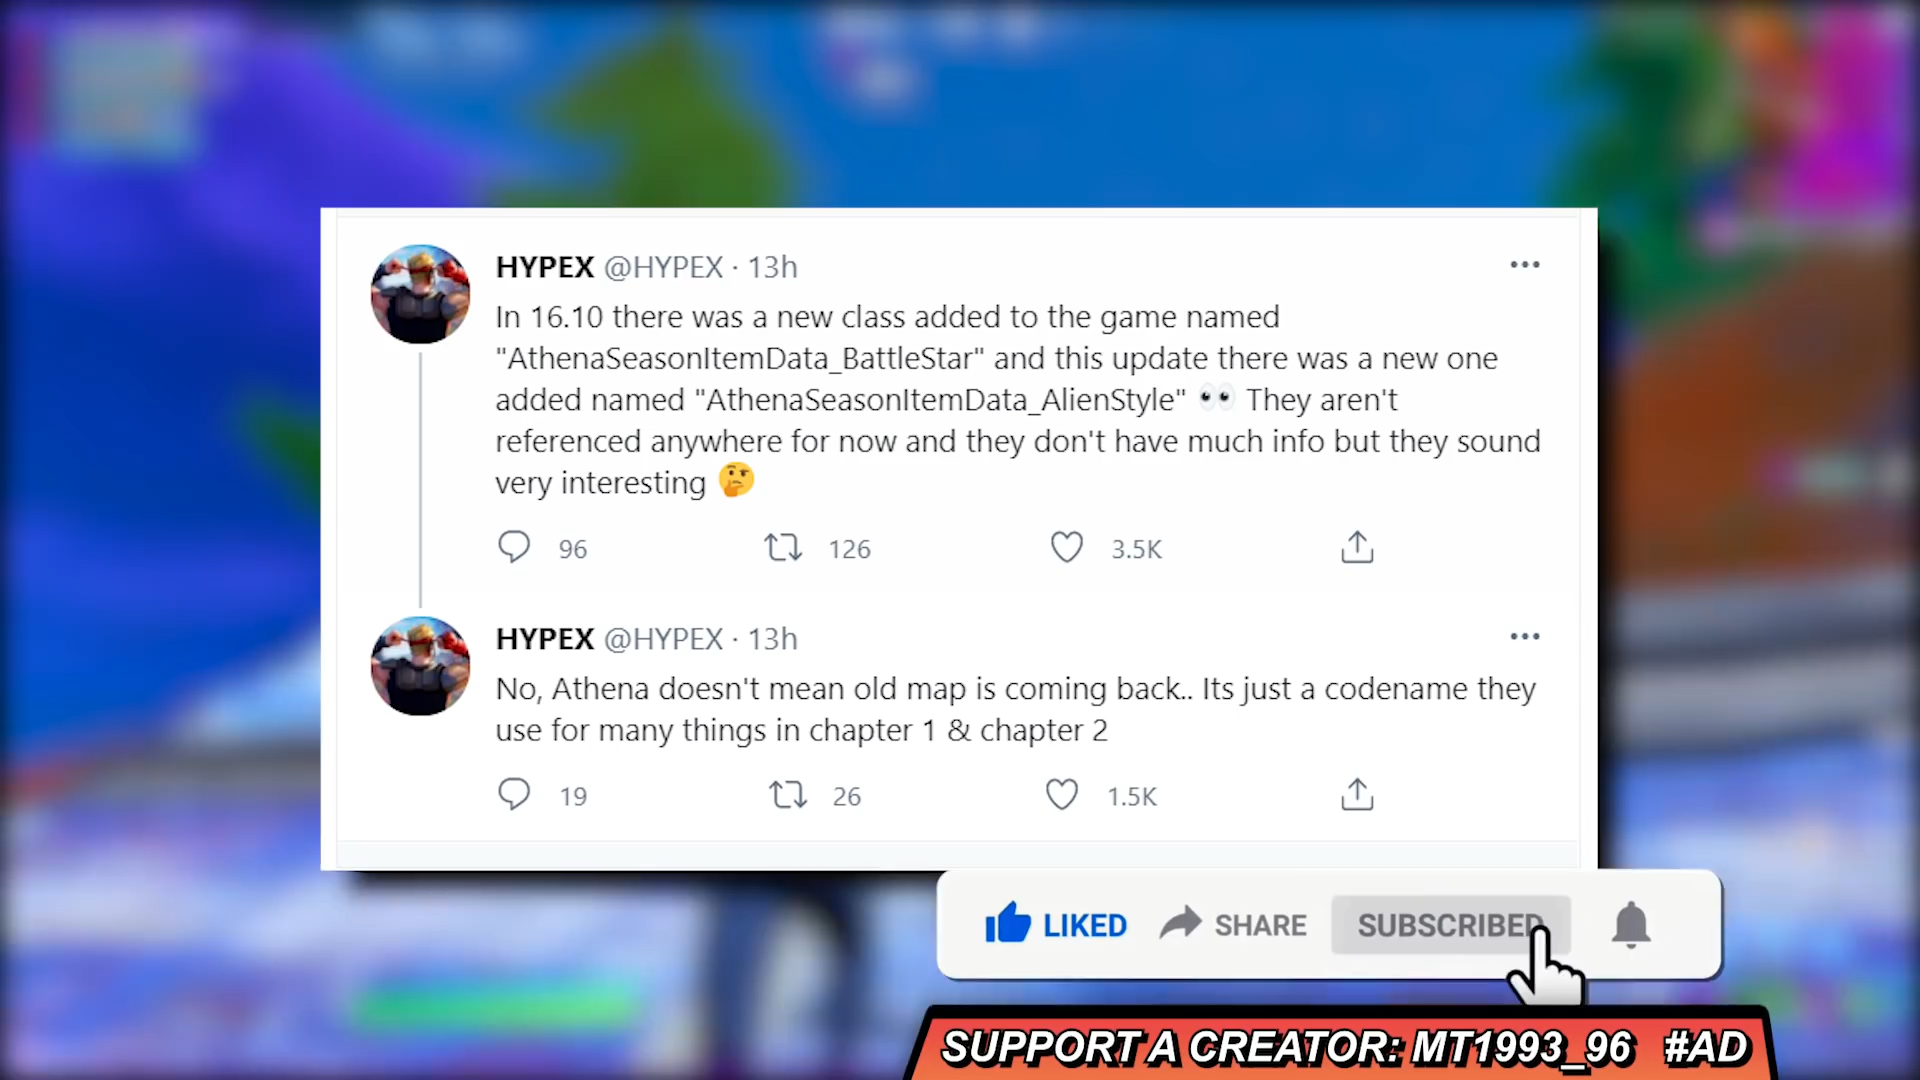 HYPEX @HYPEX · 13h
In 16.10 there was a new class added to the game named
"AthenaSeasonItemData_BattleStar" and this update there was a new one
added named "AthenaSeasonItemData_AlienStyle" 👀 They aren't
referenced anywhere for now and they don't have much info but they sound
very interesting 🤔
96 126 3.5K
HYPEX @HYPEX · 13h
No, Athena doesn't mean old map is coming back.. Its just a codename they
use for many things in chapter 1 & chapter 2
19 26 1.5K
LIKED SHARE SUBSCRIBED
SUPPORT A CREATOR: MT1993_96 #AD